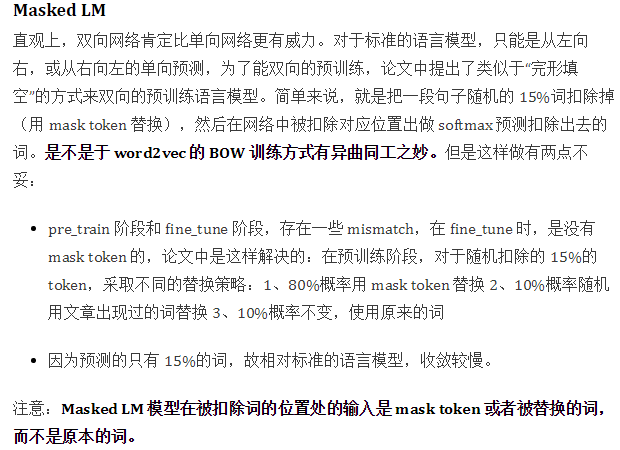 Masked LM
直观上，双向网络肯定比单向网络更有威力。对于标准的语言模型，只能是从左向
右，或从右向左的单向预测，为了能双向的预训练，论文中提出了类似于“完形填
空”的方式来双向的预训练语言模型。简单来说，就是把一段句子随机的 15%词扣除掉
（用 mask token 替换），然后在网络中被扣除对应位置出做 softmax 预测扣除出去的
词。是不是于 word2vec 的 BOW 训练方式有异曲同工之妙。但是这样做有两点不
妥：
• pre_train 阶段和 fine_tune 阶段，存在一些 mismatch，在 fine_tune 时，是没有
mask token 的，论文中是这样解决的：在预训练阶段，对于随机扣除的 15%的
token，采取不同的替换策略：1、80%概率用 mask token 替换 2、10%概率随机
用文章出现过的词替换 3、10%概率不变，使用原来的词
• 因为预测的只有 15%的词，故相对标准的语言模型，收敛较慢。
注意：Masked LM 模型在被扣除词的位置处的输入是 mask token 或者被替换的词，
而不是原本的词。